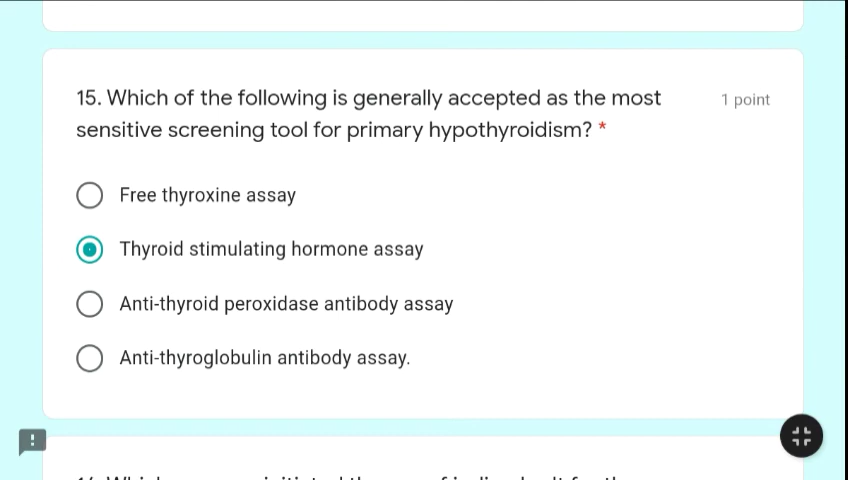 15. Which of the following is generally accepted as the most
1 point
sensitive screening tool for primary hypothyroidism? *
Free thyroxine assay
Thyroid stimulating hormone assay
Anti-thyroid peroxidase antibody assay
Anti-thyroglobulin antibody assay.